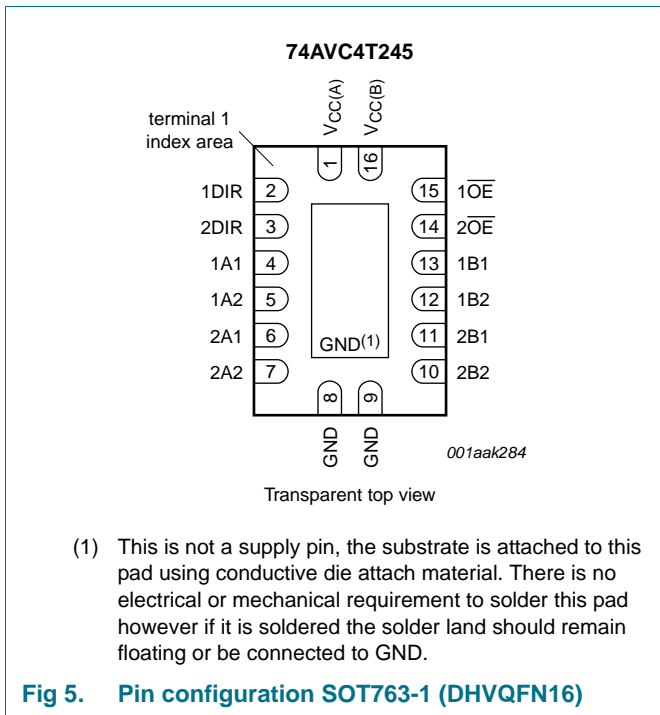 74AVC4T245
terminal 1
index area
VCC(A)
VCC(B)
1
16
1DIR 2
15 1O̅E̅
2DIR 3
14 2O̅E̅
1A1 4
13 1B1
1A2 5
12 1B2
2A1 6
11 2B1
2A2 7
10 2B2
GND(1)
8
9
GND
GND
001aak284
Transparent top view
(1) This is not a supply pin, the substrate is attached to this
pad using conductive die attach material. There is no
electrical or mechanical requirement to solder this pad
however if it is soldered the solder land should remain
floating or be connected to GND.
Fig 5. Pin configuration SOT763-1 (DHVQFN16)